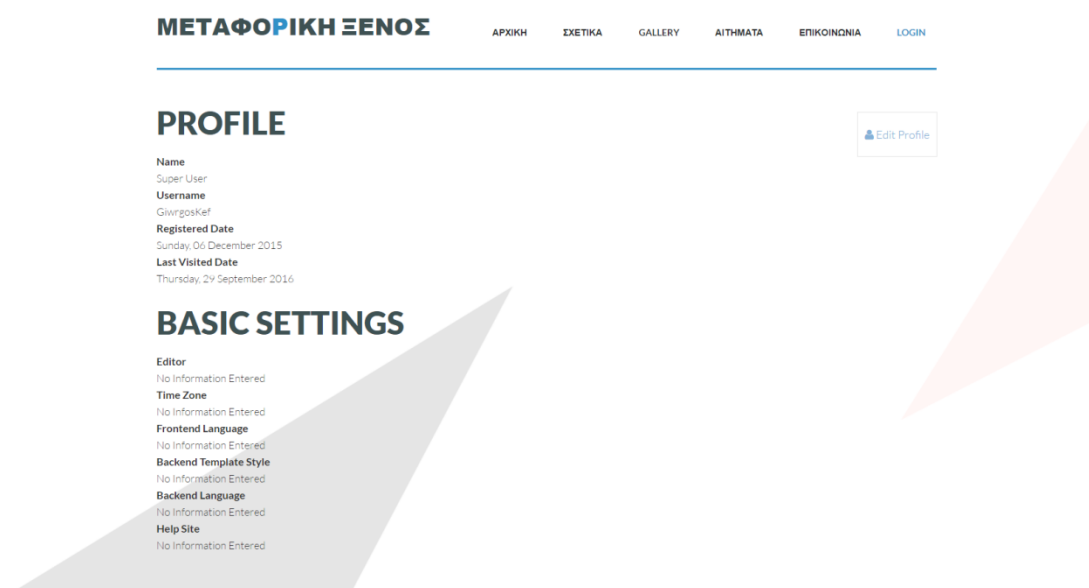 ΜΕΤΑΦΟΡΙΚΗ ΞΕΝΟΣ
ΑΡΧΙΚΗ ΣΧΕΤΙΚΑ GALLERY ΑΙΤΗΜΑΤΑ ΕΠΙΚΟΙΝΩΝΙΑ LOGIN
PROFILE
Edit Profile
Name
Super User
Username
GiwrgosKef
Registered Date
Sunday, 06 December 2015
Last Visited Date
Thursday, 29 September 2016
BASIC SETTINGS
Editor
No Information Entered
Time Zone
No Information Entered
Frontend Language
No Information Entered
Backend Template Style
No Information Entered
Backend Language
No Information Entered
Help Site
No Information Entered